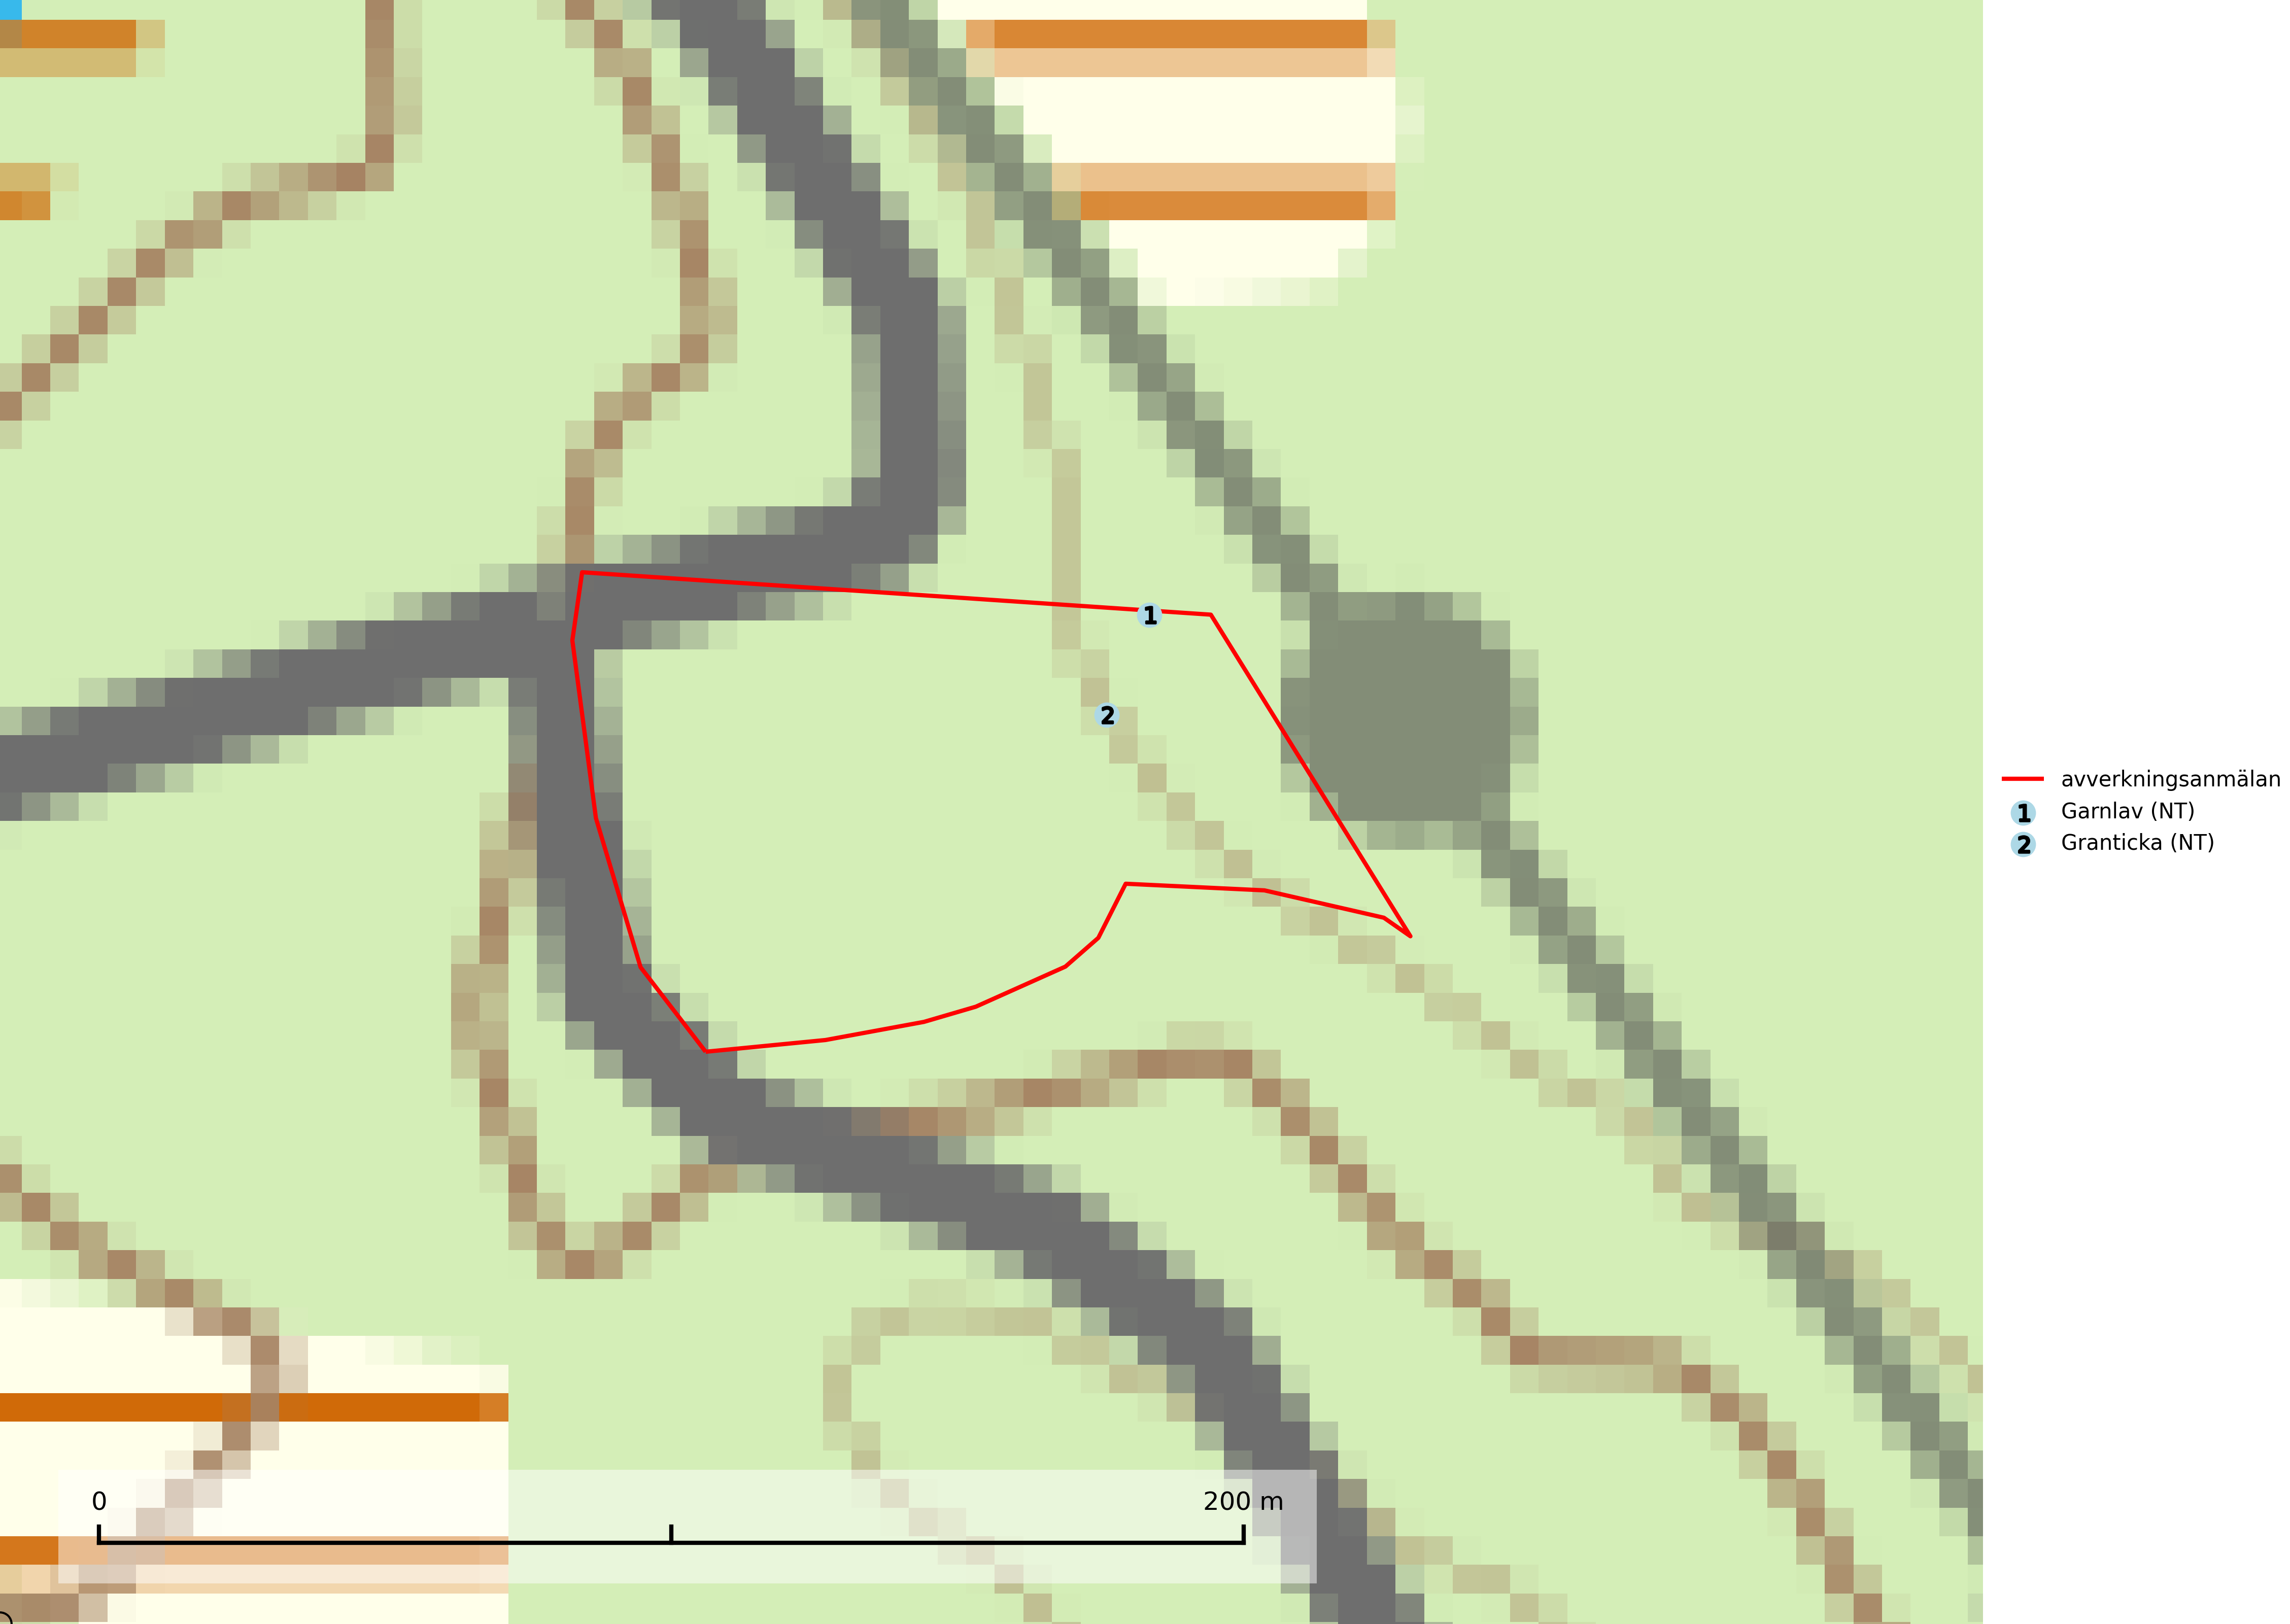 1
2
avverkningsanmälan
1 Garnlav (NT)
2 Granticka (NT)
0 200 m